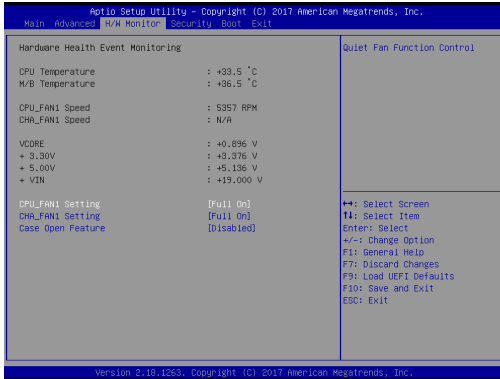 Aptio Setup Utility – Copyright (C) 2017 American Megatrends, Inc.
Main Advanced H/W Monitor Security Boot Exit
Hardware Health Event Monitoring
CPU Temperature : +33.5 °C
M/B Temperature : +36.5 °C
CPU_FAN1 Speed : 5357 RPM
CHA_FAN1 Speed : N/A
VCORE : +0.896 V
+ 3.30V : +3.376 V
+ 5.00V : +5.136 V
+ VIN : +19.000 V
CPU_FAN1 Setting [Full On]
CHA_FAN1 Setting [Full On]
Case Open Feature [Disabled]
Quiet Fan Function Control
↔: Select Screen
↑↓: Select Item
Enter: Select
+/-: Change Option
F1: General Help
F7: Discard Changes
F9: Load UEFI Defaults
F10: Save and Exit
ESC: Exit
Version 2.18.1263. Copyright (C) 2017 American Megatrends, Inc.